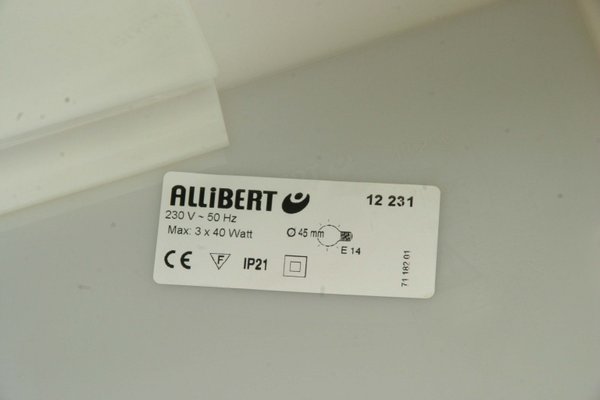 ALLiBERT 12 231
230 V ~ 50 Hz
Max: 3 x 40 Watt Ø 45 mm
E 14
CE F IP21
71 182 01